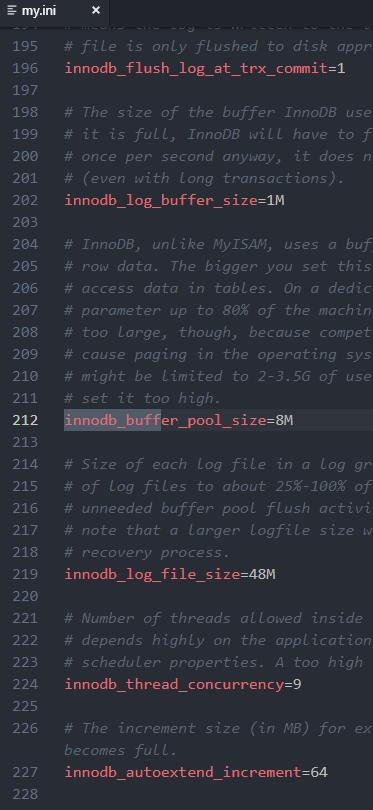 my.ini ×
195 # file is only flushed to disk appr
196 innodb_flush_log_at_trx_commit=1
197
198 # The size of the buffer InnoDB use
199 # it is full, InnoDB will have to f
200 # once per second anyway, it does n
201 # (even with long transactions).
202 innodb_log_buffer_size=1M
203
204 # InnoDB, unlike MyISAM, uses a buf
205 # row data. The bigger you set this
206 # access data in tables. On a dedic
207 # parameter up to 80% of the machin
208 # too large, though, because compet
209 # cause paging in the operating sys
210 # might be limited to 2-3.5G of use
211 # set it too high.
212 innodb_buffer_pool_size=8M
213
214 # Size of each log file in a log gr
215 # of log files to about 25%-100% of
216 # unneeded buffer pool flush activi
217 # note that a larger logfile size w
218 # recovery process.
219 innodb_log_file_size=48M
220
221 # Number of threads allowed inside
222 # depends highly on the application
223 # scheduler properties. A too high
224 innodb_thread_concurrency=9
225
226 # The increment size (in MB) for ex
becomes full.
227 innodb_autoextend_increment=64
228